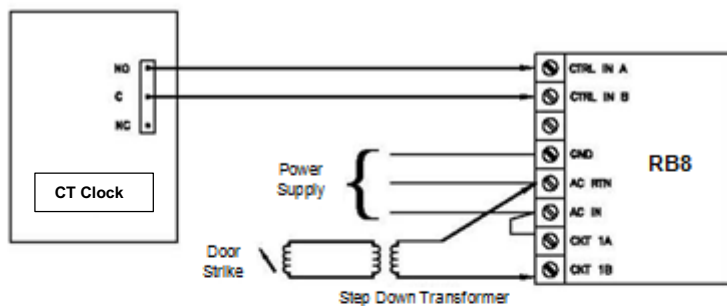 NO
C
NC
CT Clock
CTRL IN A
CTRL IN B
GND
AC RTN
AC IN
CKT 1A
CKT 1B
RB8
Power
Supply
Door
Strike
Step Down Transformer